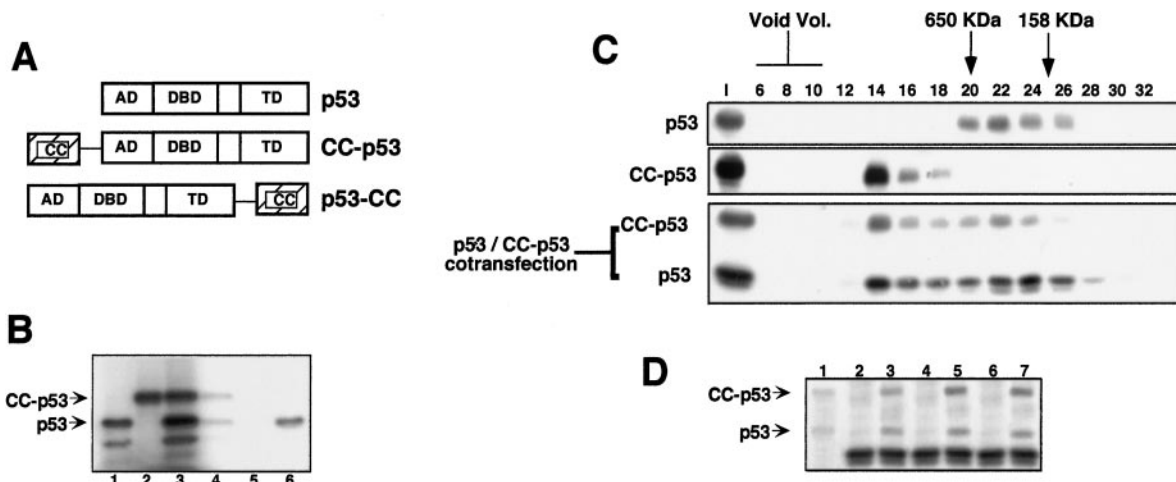 A
AD DBD TD p53
CC AD DBD TD CC-p53
AD DBD TD CC p53-CC
B
CC-p53
p53
1 2 3 4 5 6
C
Void Vol. 650 KDa 158 KDa
I 6 8 10 12 14 16 18 20 22 24 26 28 30 32
p53
CC-p53
CC-p53
p53 / CC-p53
cotransfection
p53
D
1 2 3 4 5 6 7
CC-p53
p53